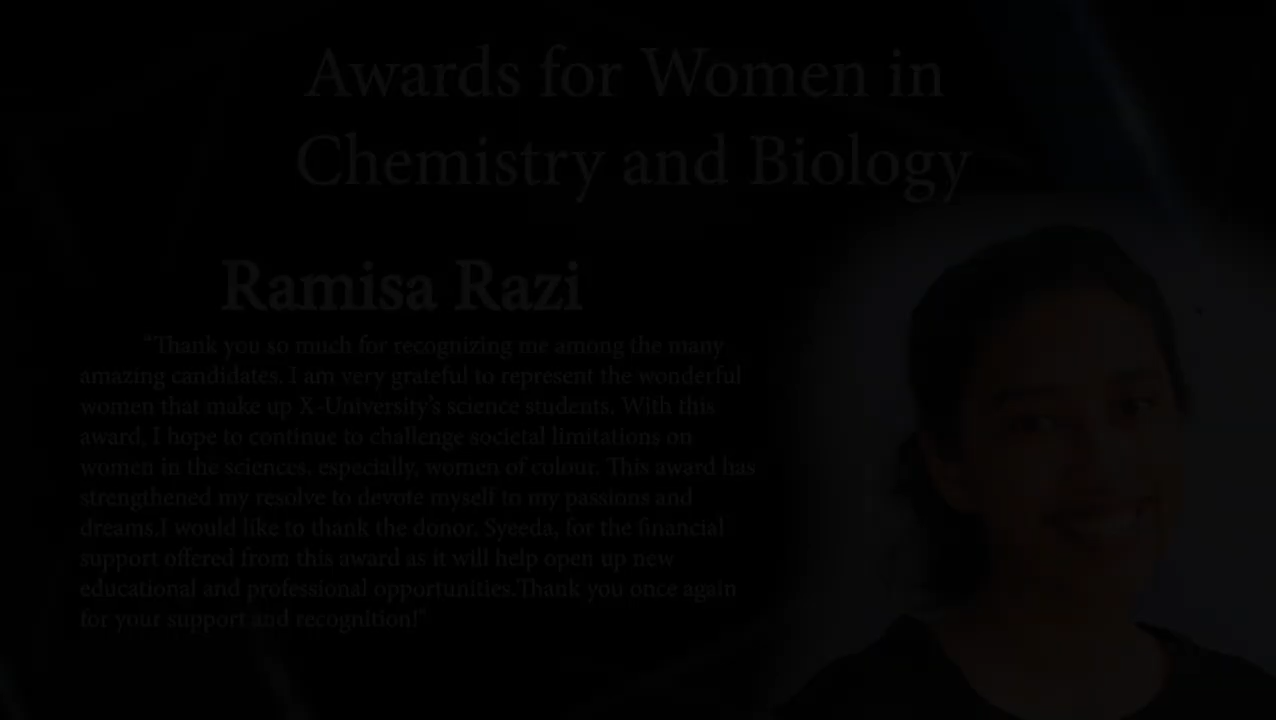 Awards for Women in
Chemistry and Biology
Ramisa Razi
“Thank you so much for recognizing me among the many
amazing candidates. I am very grateful to represent the wonderful
women that make up X-University’s science students. With this
award, I hope to continue to challenge societal limitations on
women in the sciences, especially, women of colour. This award has
strengthened my resolve to devote myself to my passions and
dreams.I would like to thank the donor, Syeeda, for the financial
support offered from this award as it will help open up new
educational and professional opportunities.Thank you once again
for your support and recognition!”